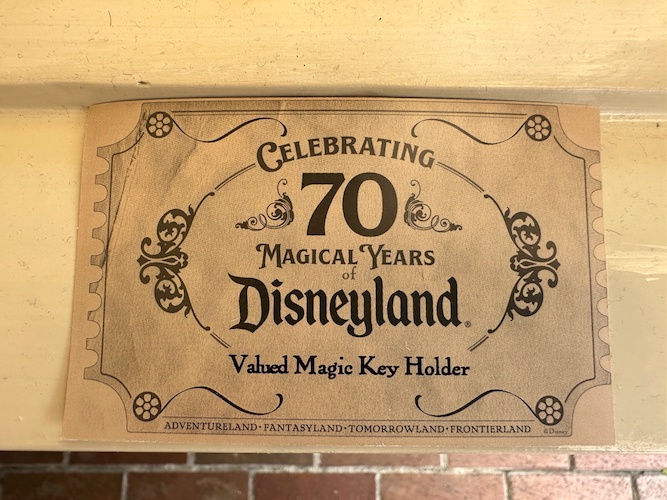 CELEBRATING
70
MAGICAL YEARS
of
Disneyland®
Valued Magic Key Holder
ADVENTURELAND • FANTASYLAND • TOMORROWLAND • FRONTIERLAND
©Disney